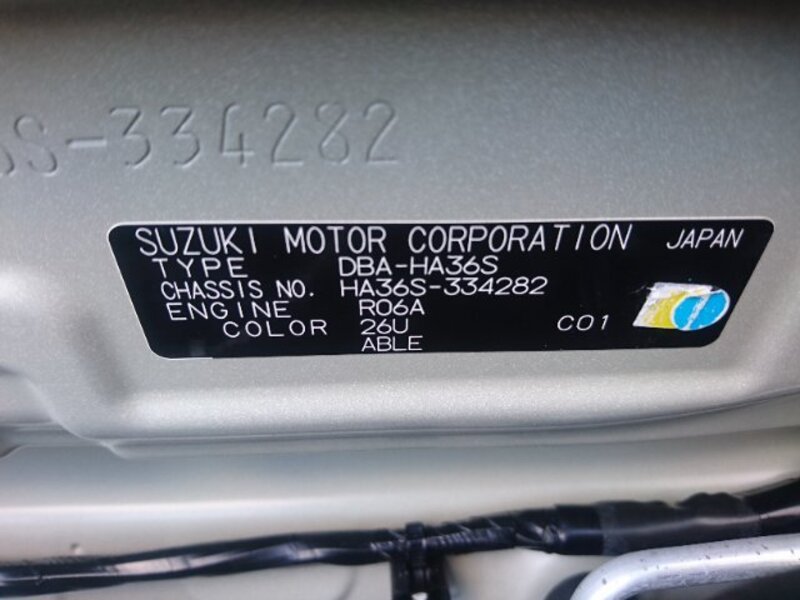 S-334282
SUZUKI MOTOR CORPORATION JAPAN
TYPE DBA-HA36S
CHASSIS NO. HA36S-334282
ENGINE R06A
COLOR 26U C01
ABLE